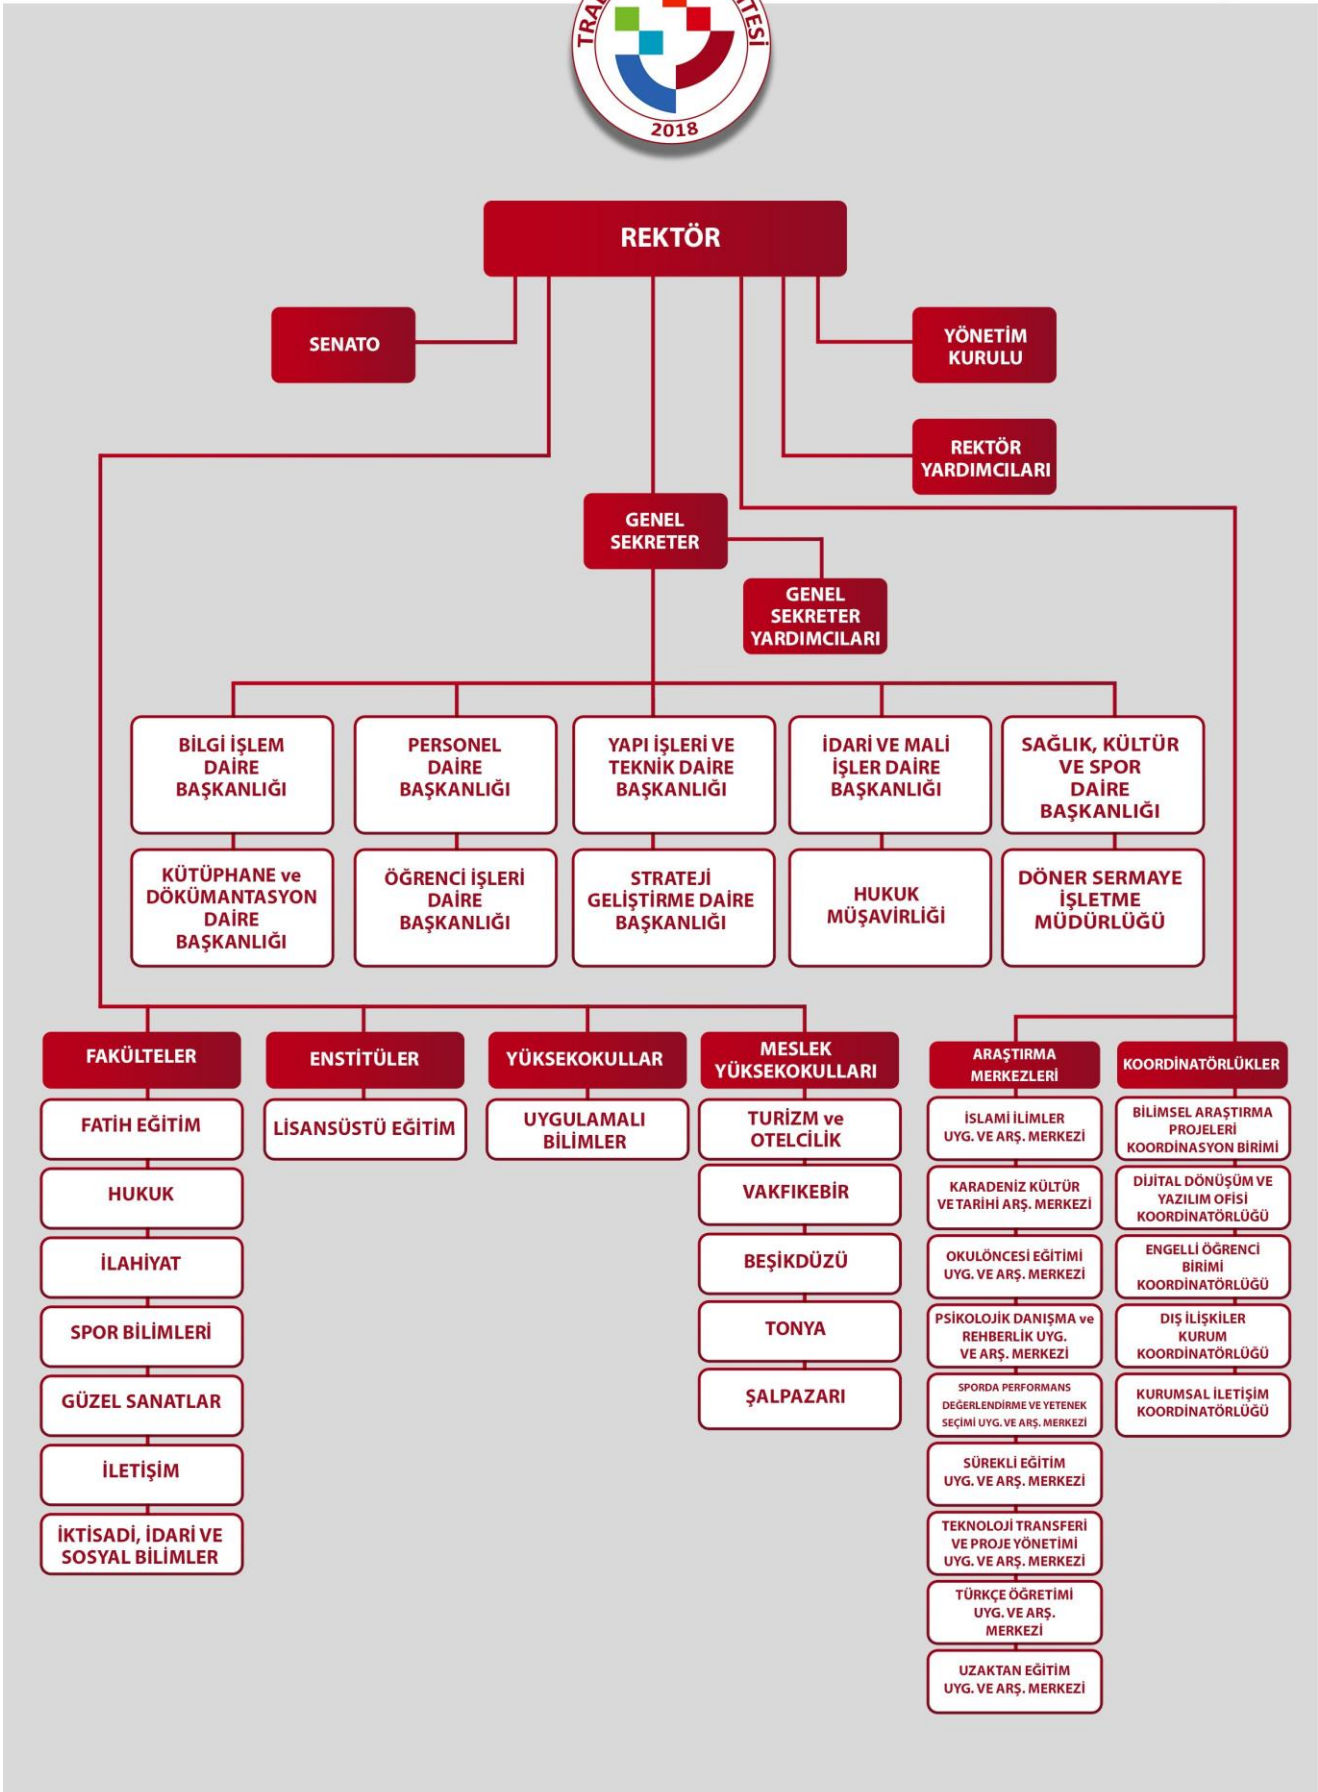 2018
REKTÖR
SENATO
YÖNETİM
KURULU
REKTÖR
YARDIMCILARI
GENEL
SEKRETER
GENEL
SEKRETER
YARDIMCILARI
BİLGİ İŞLEM
DAİRE
BAŞKANLIĞI
PERSONEL
DAİRE
BAŞKANLIĞI
YAPI İŞLERİ VE
TEKNİK DAİRE
BAŞKANLIĞI
İDARİ VE MALİ
İŞLER DAİRE
BAŞKANLIĞI
SAĞLIK, KÜLTÜR
VE SPOR
DAİRE
BAŞKANLIĞI
KÜTÜPHANE ve
DÖKÜMANTASYON
DAİRE
BAŞKANLIĞI
ÖĞRENCİ İŞLERİ
DAİRE
BAŞKANLIĞI
STRATEJİ
GELİŞTİRME DAİRE
BAŞKANLIĞI
HUKUK
MÜŞAVİRLİĞİ
DÖNER SERMAYE
İŞLETME
MÜDÜRLÜĞÜ
FAKÜLTELER
FATİH EĞİTİM
HUKUK
İLAHİYAT
SPOR BİLİMLERİ
GÜZEL SANATLAR
İLETİŞİM
İKTİSADİ, İDARİ VE
SOSYAL BİLİMLER
ENSTİTÜLER
LİSANSÜSTÜ EĞİTİM
YÜKSEKOKULLAR
UYGULAMALI
BİLİMLER
MESLEK
YÜKSEKOKULLARI
TURİZM ve
OTELCİLİK
VAKFIKEBİR
BEŞİKDÜZÜ
TONYA
ŞALPAZARI
ARAŞTIRMA
MERKEZLERİ
İSLAMİ İLİMLER
UYG. VE ARŞ. MERKEZİ
KARADENİZ KÜLTÜR
VE TARİHİ ARŞ. MERKEZİ
OKULÖNCESİ EĞİTİMİ
UYG. VE ARŞ. MERKEZİ
PSİKOLOJİK DANIŞMA ve
REHBERLİK UYG.
VE ARŞ. MERKEZİ
SPORDA PERFORMANS
DEĞERLENDİRME VE YETENEK
SEÇİMİ UYG. VE ARŞ. MERKEZİ
SÜREKLİ EĞİTİM
UYG. VE ARŞ. MERKEZİ
TEKNOLOJİ TRANSFERİ
VE PROJE YÖNETİMİ
UYG. VE ARŞ. MERKEZİ
TÜRKÇE ÖĞRETİMİ
UYG. VE ARŞ.
MERKEZİ
UZAKTAN EĞİTİM
UYG. VE ARŞ. MERKEZİ
KOORDİNATÖRLÜKLER
BİLİMSEL ARAŞTIRMA
PROJELERİ
KOORDİNASYON BİRİMİ
DİJİTAL DÖNÜŞÜM VE
YAZILIM OFİSİ
KOORDİNATÖRLÜĞÜ
ENGELLİ ÖĞRENCİ
BİRİMİ
KOORDİNATÖRLÜĞÜ
DIŞ İLİŞKİLER
KURUM
KOORDİNATÖRLÜĞÜ
KURUMSAL İLETİŞİM
KOORDİNATÖRLÜĞÜ